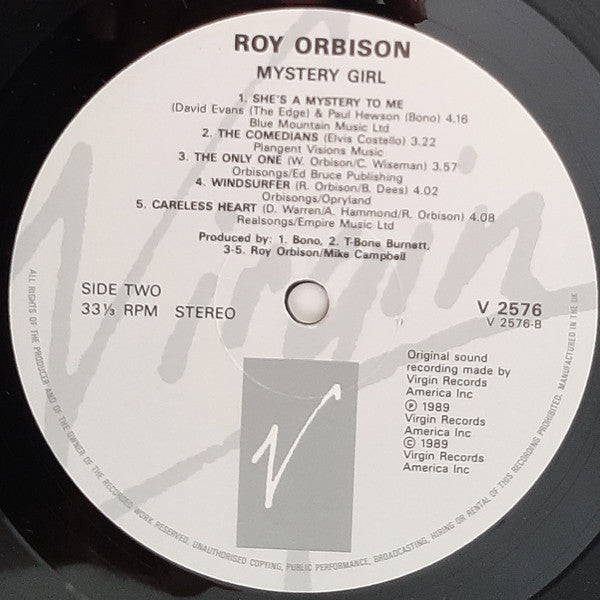 ROY ORBISON
MYSTERY GIRL
1. SHE'S A MYSTERY TO ME
(David Evans (The Edge) & Paul Hewson (Bono) 4.16
Blue Mountain Music Ltd
2. THE COMEDIANS (Elvis Costello) 3.22
Plangent Visions Music
3. THE ONLY ONE (W. Orbison/C. Wiseman) 3.57
Orbisongs/Ed Bruce Publishing
4. WINDSURFER (R. Orbison/B. Dees) 4.02
Orbisongs/Opryland
5. CARELESS HEART (D. Warren/A. Hammond/R. Orbison) 4.08
Realsongs/Empire Music Ltd
Produced by: 1. Bono, 2. T-Bone Burnett,
3-5. Roy Orbison/Mike Campbell
SIDE TWO
33⅓ RPM STEREO
V 2576
V 2576-B
Original sound
recording made by
Virgin Records
America Inc
℗ 1989
Virgin Records
America Inc
© 1989
Virgin Records
America Inc
Virgin
V
ALL RIGHTS OF THE PRODUCER AND OF THE OWNER OF THE RECORDED WORK RESERVED. UNAUTHORISED COPYING, PUBLIC PERFORMANCE, BROADCASTING, HIRING OR RENTAL OF THIS RECORDING PROHIBITED. MANUFACTURED IN THE UK